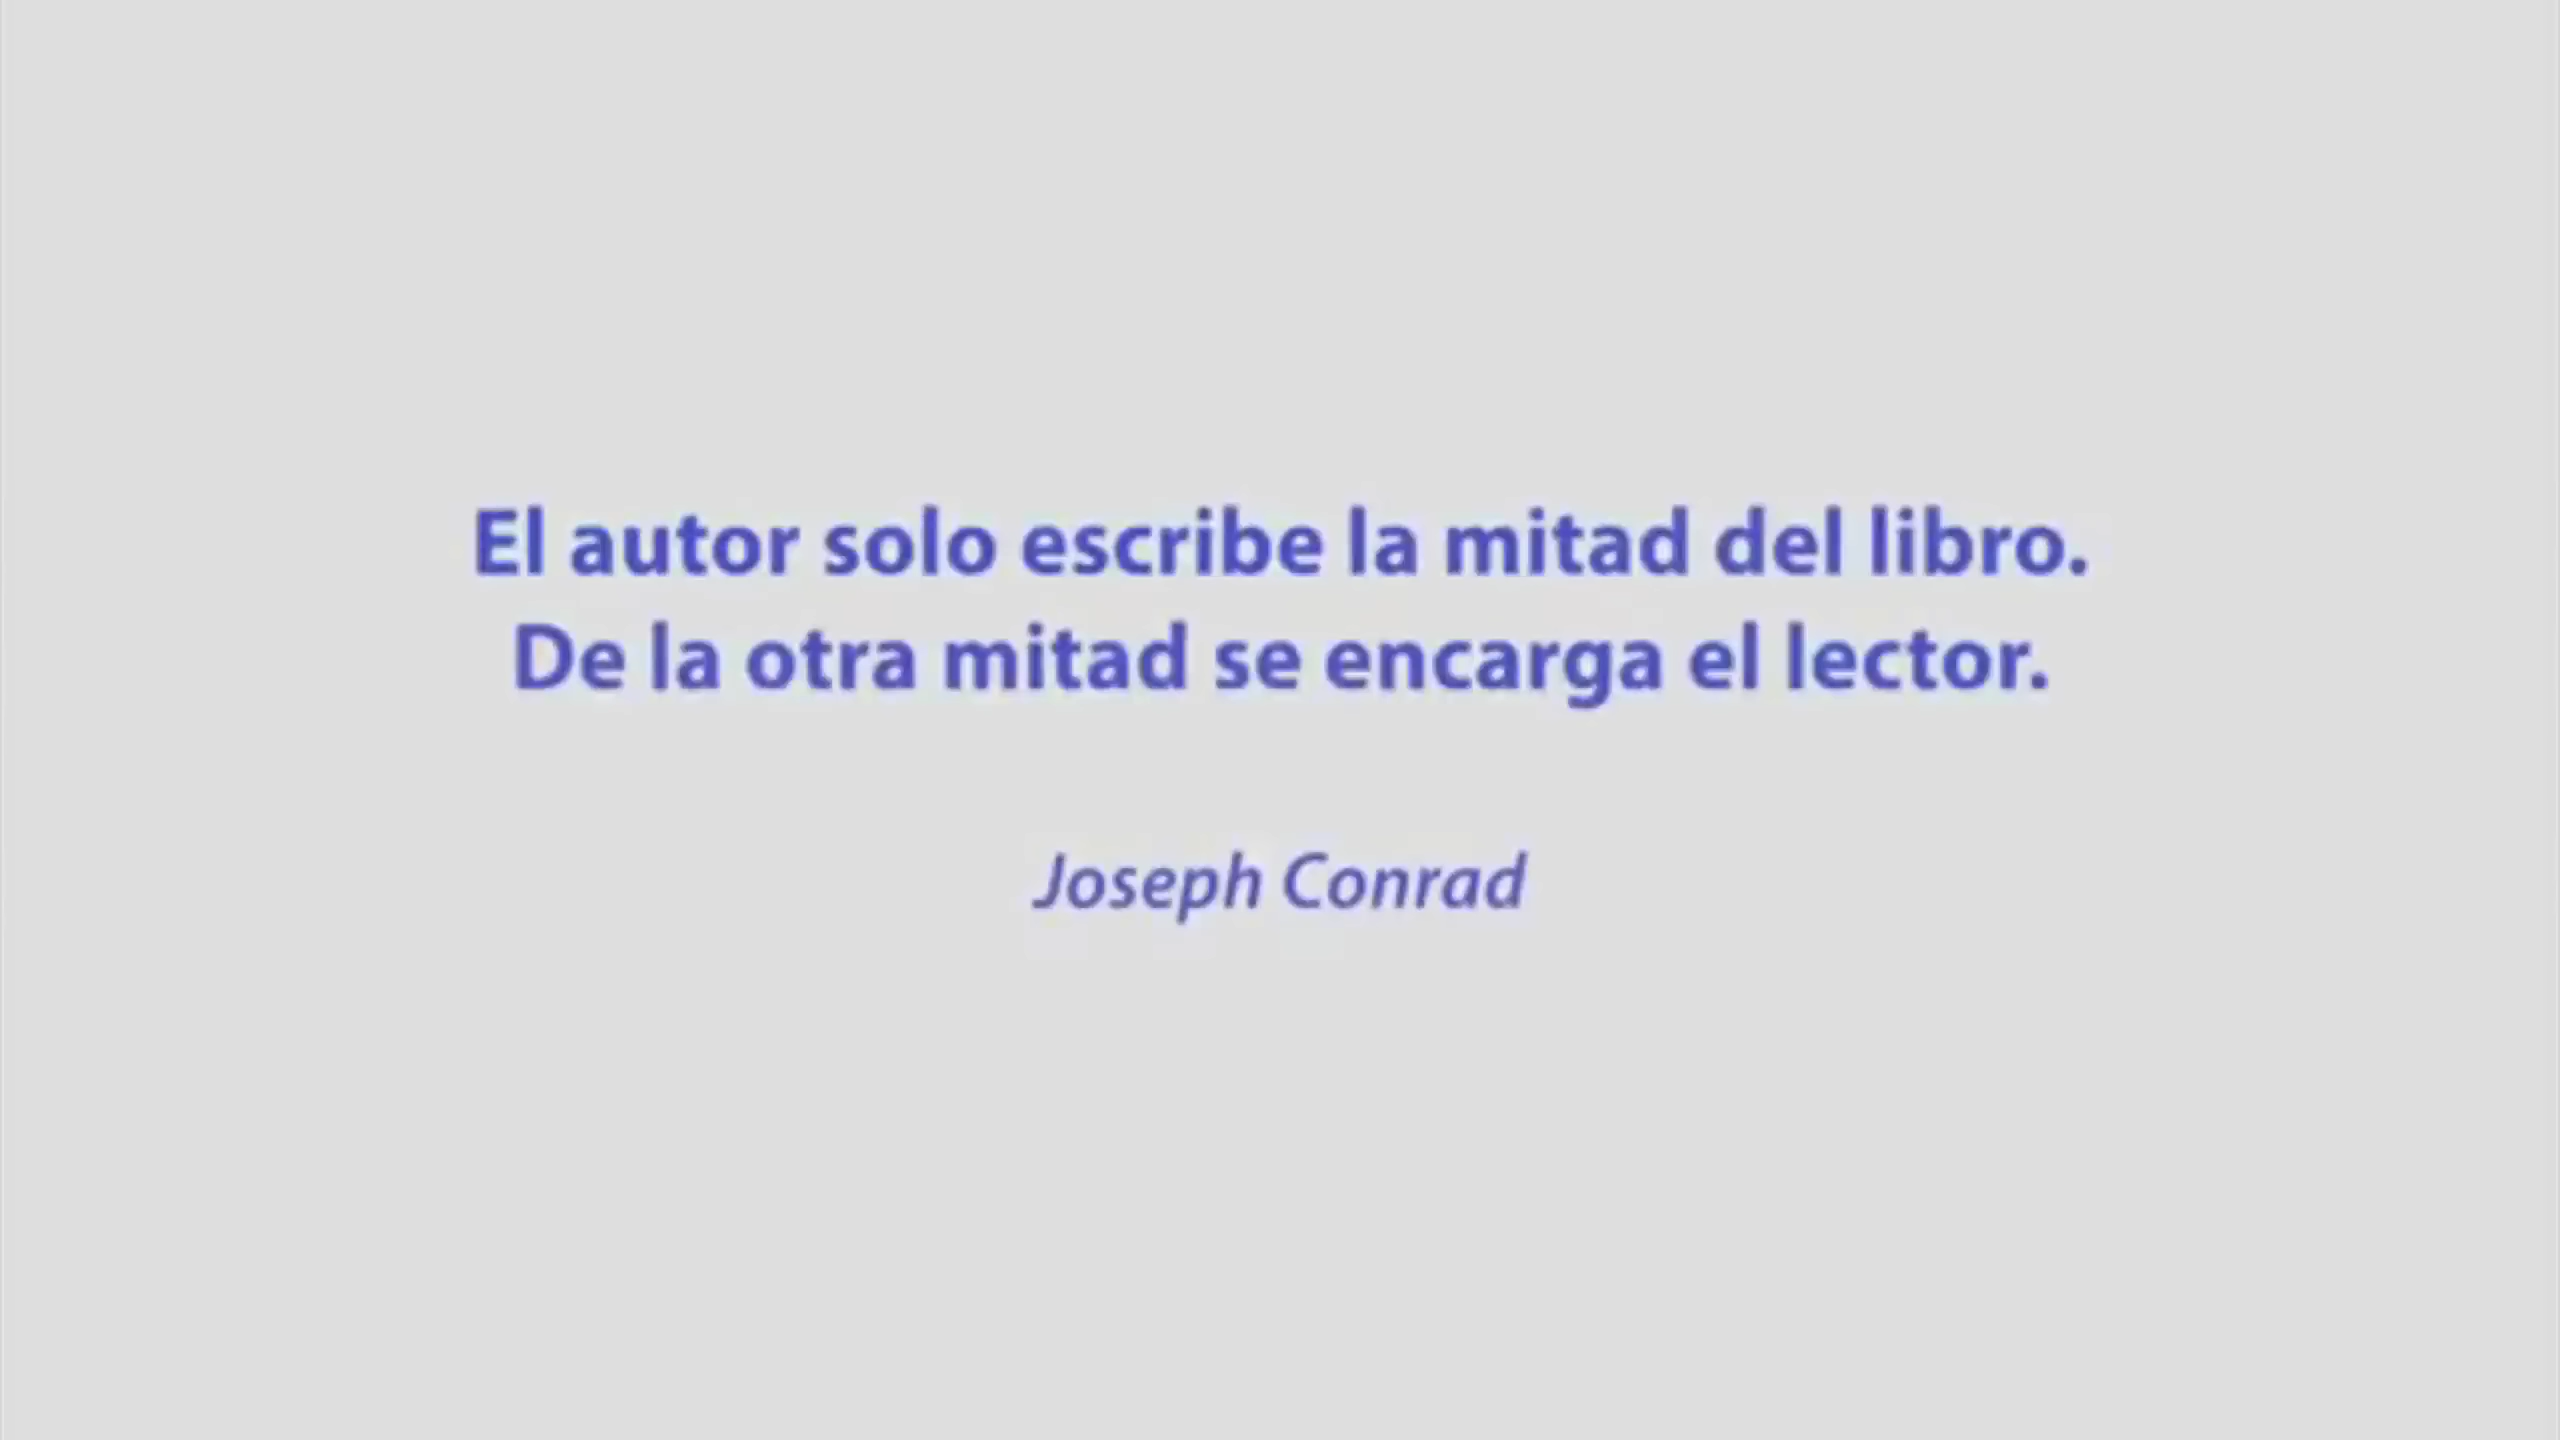 El autor solo escribe la mitad del libro.
De la otra mitad se encarga el lector.
Joseph Conrad